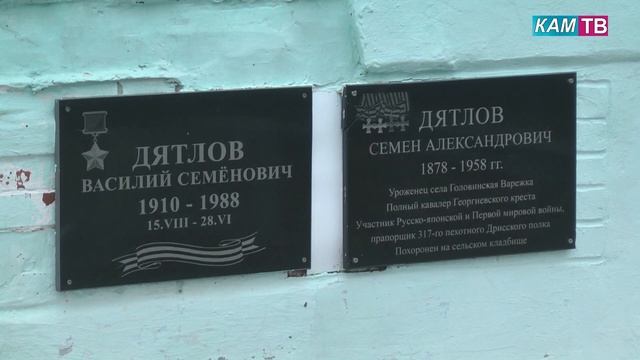 КАМ ТВ
ДЯТЛОВ
ВАСИЛИЙ СЕМЁНОВИЧ
1910 - 1988
15.VIII - 28.VI
ДЯТЛОВ
СЕМЕН АЛЕКСАНДРОВИЧ
1878 - 1958 гг.
Уроженец села Головинская Варежка
Полный кавалер Георгиевского креста
Участник Русско-японской и Первой мировой войны,
прапорщик 317-го пехотного Дрисского полка
Похоронен на сельском кладбище